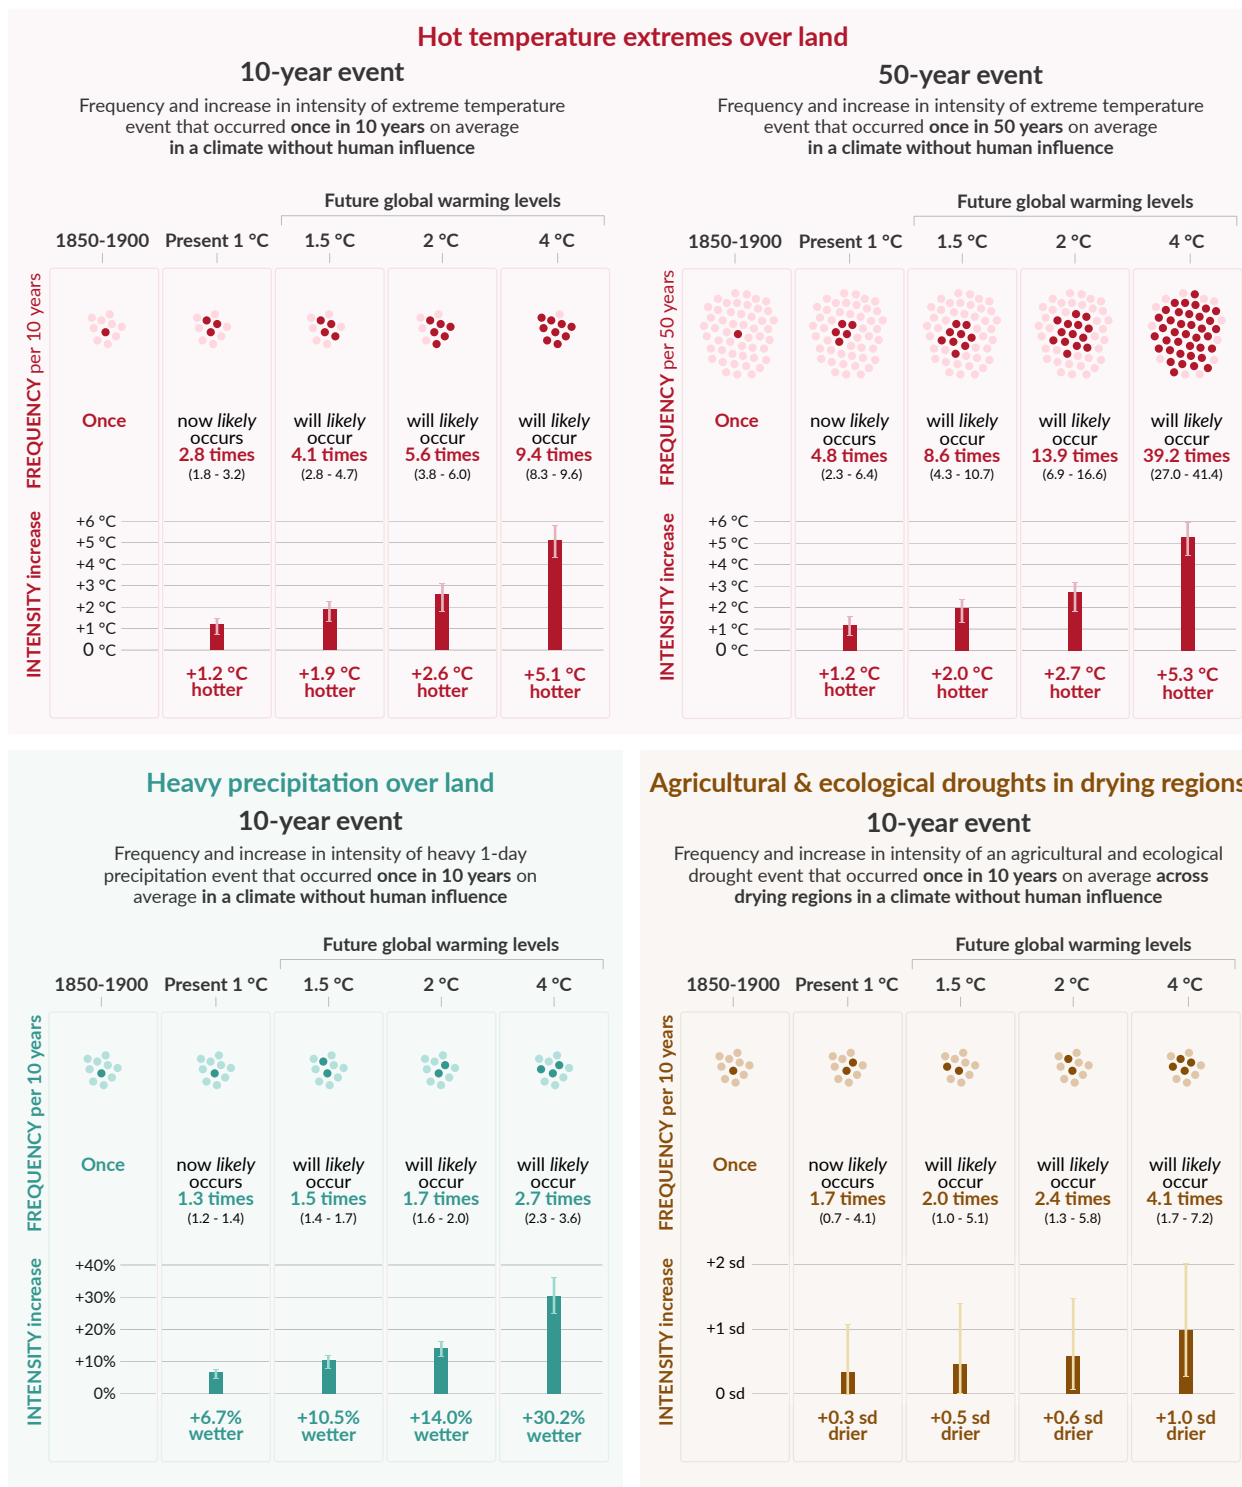 Hot temperature extremes over land
10-year event
Frequency and increase in intensity of extreme temperature
event that occurred once in 10 years on average
in a climate without human influence
Future global warming levels
1850-1900 Present 1 °C 1.5 °C 2 °C 4 °C
FREQUENCY per 10 years
Once
now likely occurs 2.8 times (1.8 - 3.2)
will likely occur 4.1 times (2.8 - 4.7)
will likely occur 5.6 times (3.8 - 6.0)
will likely occur 9.4 times (8.3 - 9.6)
INTENSITY increase
+6 °C
+5 °C
+4 °C
+3 °C
+2 °C
+1 °C
0 °C
+1.2 °C hotter
+1.9 °C hotter
+2.6 °C hotter
+5.1 °C hotter
50-year event
Frequency and increase in intensity of extreme temperature
event that occurred once in 50 years on average
in a climate without human influence
Future global warming levels
1850-1900 Present 1 °C 1.5 °C 2 °C 4 °C
FREQUENCY per 50 years
Once
now likely occurs 4.8 times (2.3 - 6.4)
will likely occur 8.6 times (4.3 - 10.7)
will likely occur 13.9 times (6.9 - 16.6)
will likely occur 39.2 times (27.0 - 41.4)
INTENSITY increase
+6 °C
+5 °C
+4 °C
+3 °C
+2 °C
+1 °C
0 °C
+1.2 °C hotter
+2.0 °C hotter
+2.7 °C hotter
+5.3 °C hotter
Heavy precipitation over land
10-year event
Frequency and increase in intensity of heavy 1-day
precipitation event that occurred once in 10 years on
average in a climate without human influence
Future global warming levels
1850-1900 Present 1 °C 1.5 °C 2 °C 4 °C
FREQUENCY per 10 years
Once
now likely occurs 1.3 times (1.2 - 1.4)
will likely occur 1.5 times (1.4 - 1.7)
will likely occur 1.7 times (1.6 - 2.0)
will likely occur 2.7 times (2.3 - 3.6)
INTENSITY increase
+40%
+30%
+20%
+10%
0%
+6.7% wetter
+10.5% wetter
+14.0% wetter
+30.2% wetter
Agricultural & ecological droughts in drying regions
10-year event
Frequency and increase in intensity of an agricultural and ecological
drought event that occurred once in 10 years on average across
drying regions in a climate without human influence
Future global warming levels
1850-1900 Present 1 °C 1.5 °C 2 °C 4 °C
FREQUENCY per 10 years
Once
now likely occurs 1.7 times (0.7 - 4.1)
will likely occur 2.0 times (1.0 - 5.1)
will likely occur 2.4 times (1.3 - 5.8)
will likely occur 4.1 times (1.7 - 7.2)
INTENSITY increase
+2 sd
+1 sd
0 sd
+0.3 sd drier
+0.5 sd drier
+0.6 sd drier
+1.0 sd drier